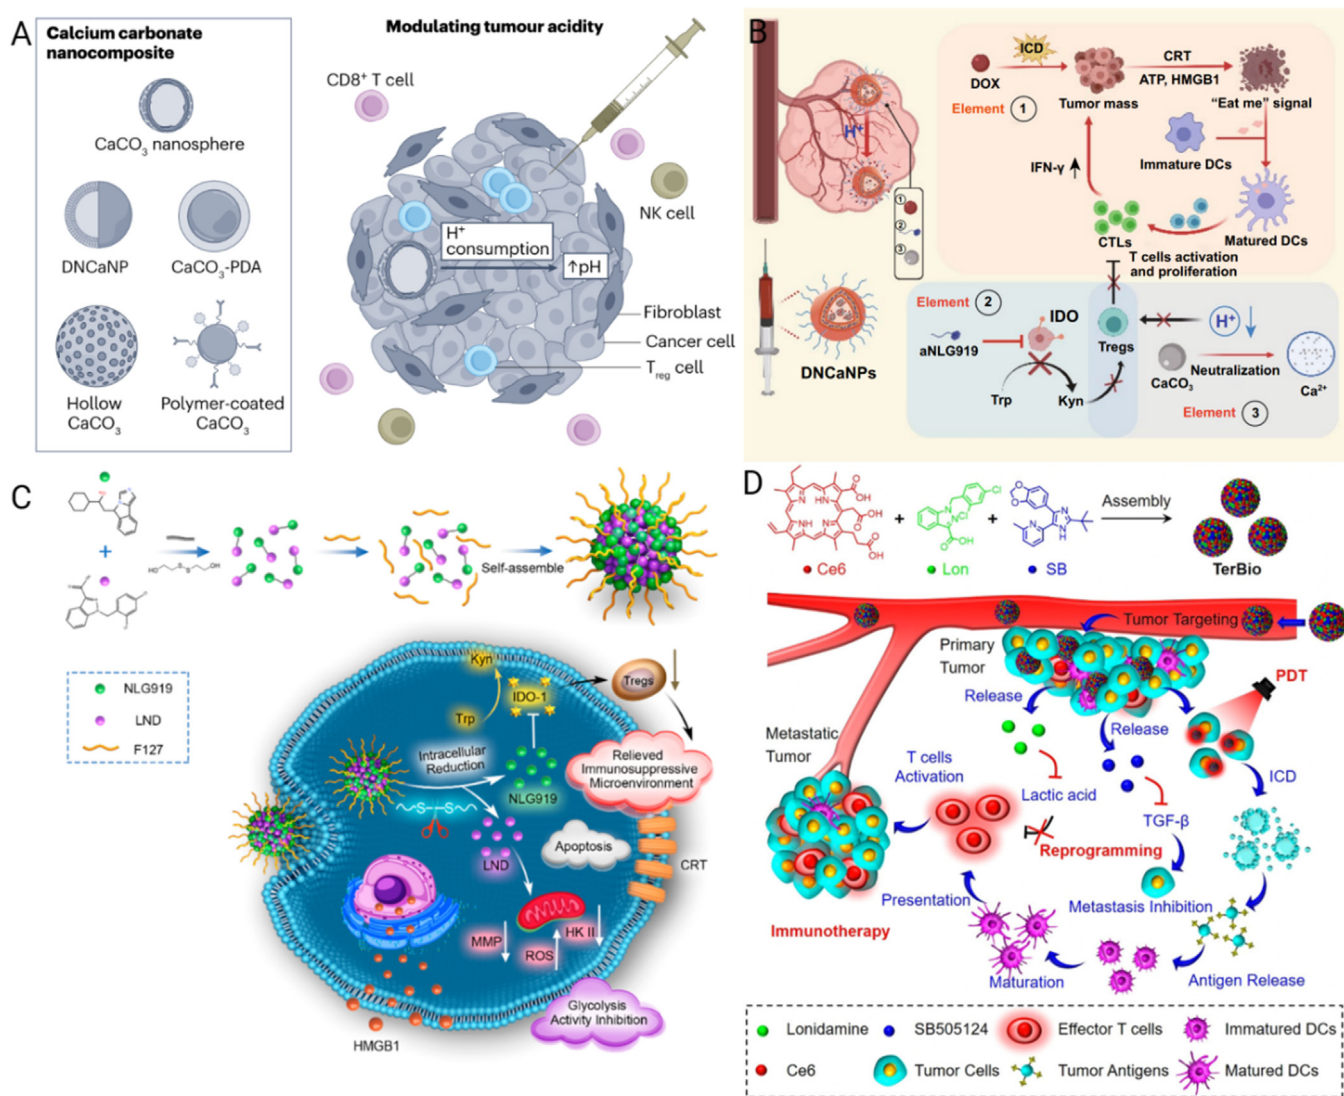 A
Calcium carbonate
nanocomposite
CaCO₃ nanosphere
DNCaNP
CaCO₃-PDA
Hollow
CaCO₃
Polymer-coated
CaCO₃
Modulating tumour acidity
CD8⁺ T cell
NK cell
H⁺
consumption
↑pH
Fibroblast
Cancer cell
Treg cell
B
H⁺
1
2
3
DNCaNPs
DOX
ICD
Tumor mass
CRT
ATP, HMGB1
"Eat me" signal
Element 1
Immature DCs
IFN-γ
CTLs
Matured DCs
T cells activation
and proliferation
Element 2
IDO
aNLG919
Trp
Kyn
Tregs
H⁺
CaCO₃
Neutralization
Ca²⁺
Element 3
C
Self-assemble
NLG919
LND
F127
Kyn
IDO-1
Trp
Tregs
Intracellular
Reduction
NLG919
Relieved
Immunosuppressive
Microenvironment
S
S
LND
Apoptosis
CRT
MMP
ROS
HK II
Glycolysis
Activity Inhibition
HMGB1
D
Ce6
+
Lon
+
SB
Assembly
TerBio
Tumor Targeting
Primary
Tumor
Release
Release
PDT
Metastatic
Tumor
T cells
Activation
Lactic acid
ICD
TGF-β
Reprogramming
Presentation
Metastasis Inhibition
Immunotherapy
Maturation
Antigen Release
Lonidamine
SB505124
Effector T cells
Immatured DCs
Ce6
Tumor Cells
Tumor Antigens
Matured DCs